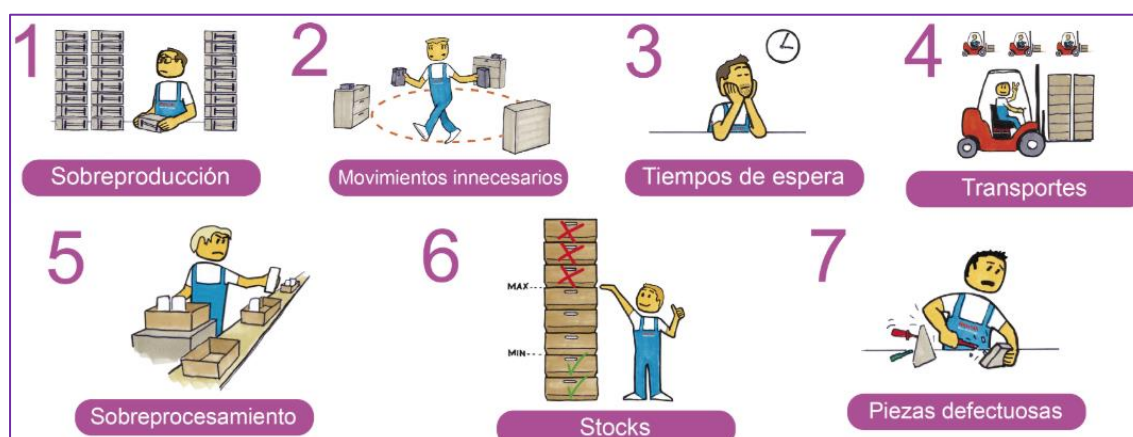 1
Sobreproducción
2
Movimientos innecesarios
3
Tiempos de espera
4
Transportes
5
Sobreprocesamiento
6
MAX
MIN
Stocks
7
Piezas defectuosas